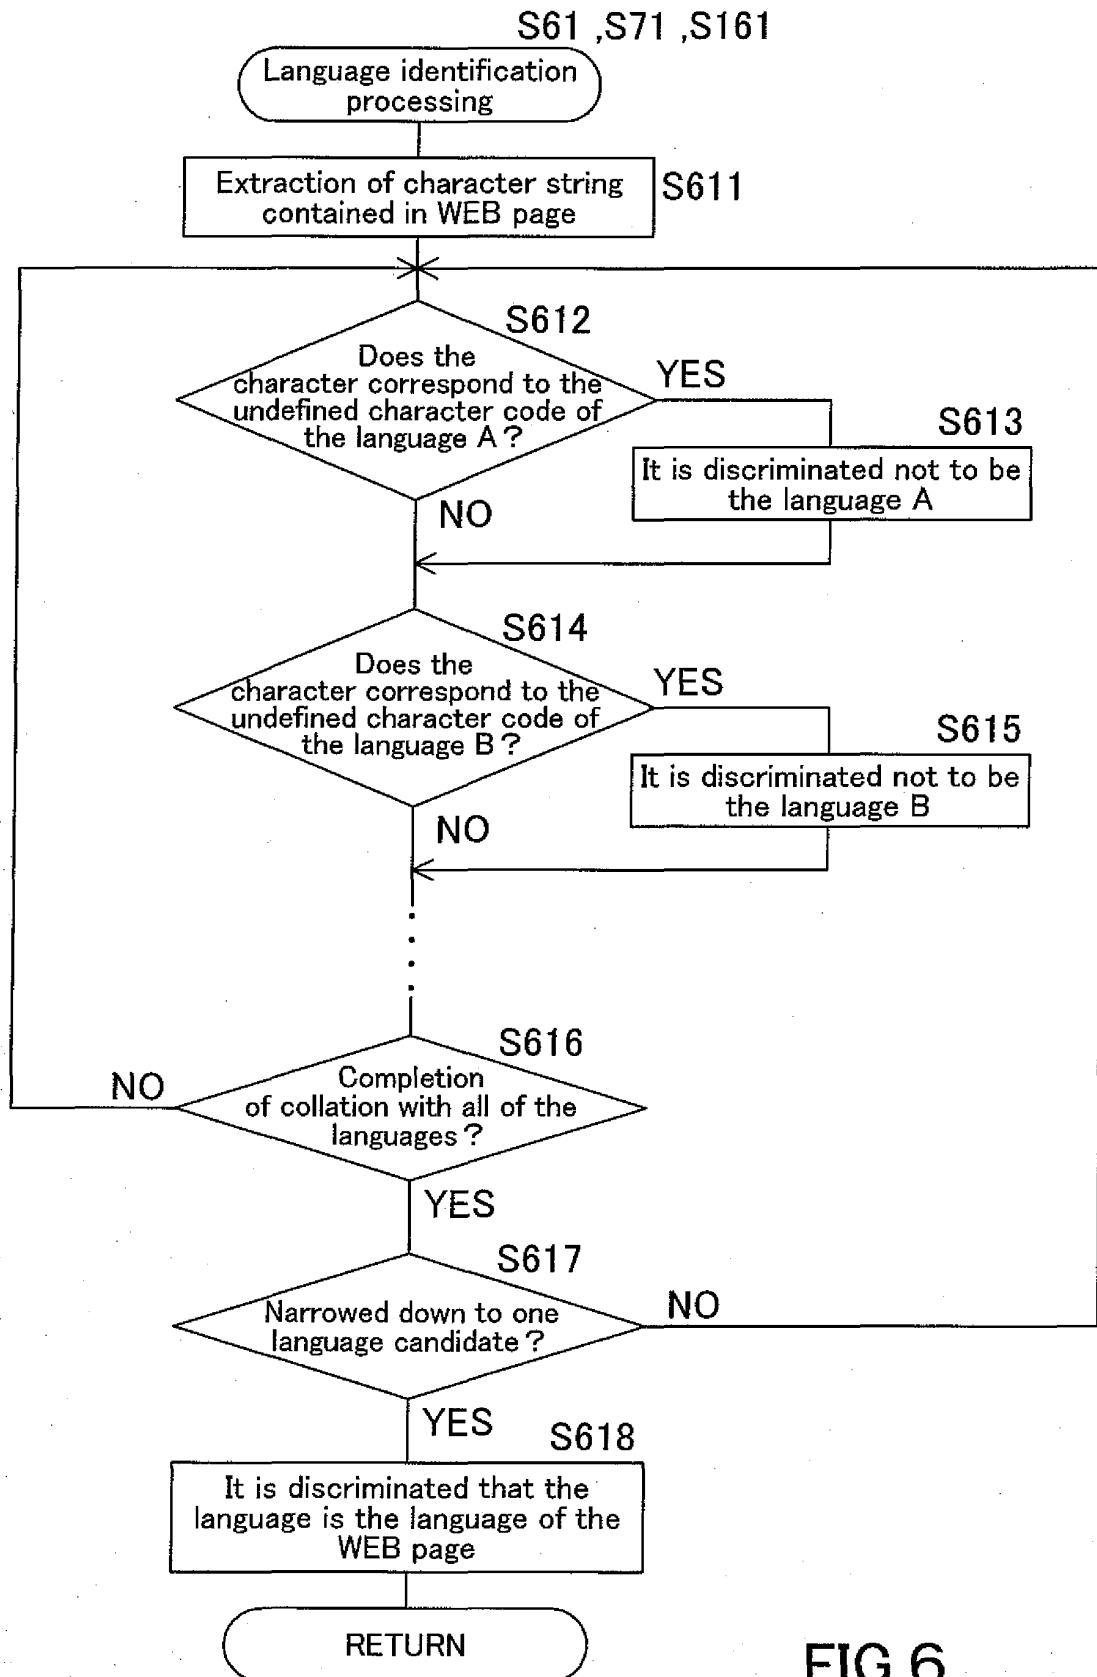 S61 ,S71 ,S161
Language identification
processing
Extraction of character string
contained in WEB page
S611
S612
Does the
character correspond to the
undefined character code of
the language A?
YES
S613
It is discriminated not to be
the language A
NO
S614
Does the
character correspond to the
undefined character code of
the language B?
YES
S615
It is discriminated not to be
the language B
NO
S616
Completion
of collation with all of the
languages?
NO
YES
S617
Narrowed down to one
language candidate?
NO
YES
S618
It is discriminated that the
language is the language of the
WEB page
RETURN
FIG.6